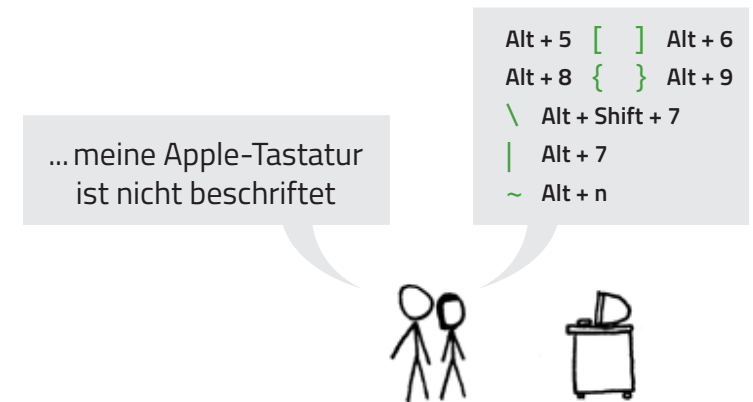 ... meine Apple-Tastatur
ist nicht beschriftet
Alt + 5 [ ] Alt + 6
Alt + 8 { } Alt + 9
\ Alt + Shift + 7
| Alt + 7
~ Alt + n